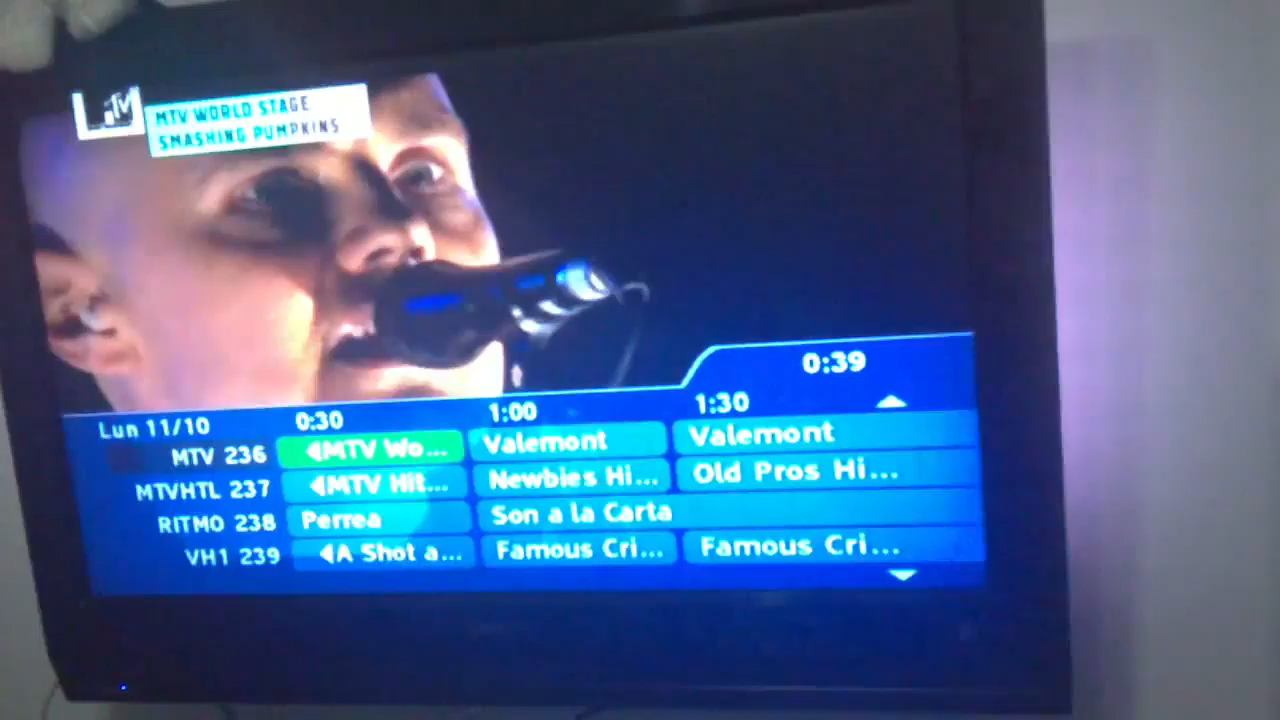 MTV
MTV WORLD STAGE
SMASHING PUMPKINS
0:39
Lun 11/10 0:30 1:00 1:30
MTV 236 MTV Wo... Valemont Valemont
MTVHTL 237 MTV Hit... Newbies Hi... Old Pros Hi...
RITMO 238 Perrea Son a la Carta
VH1 239 A Shot a... Famous Cri... Famous Cri...